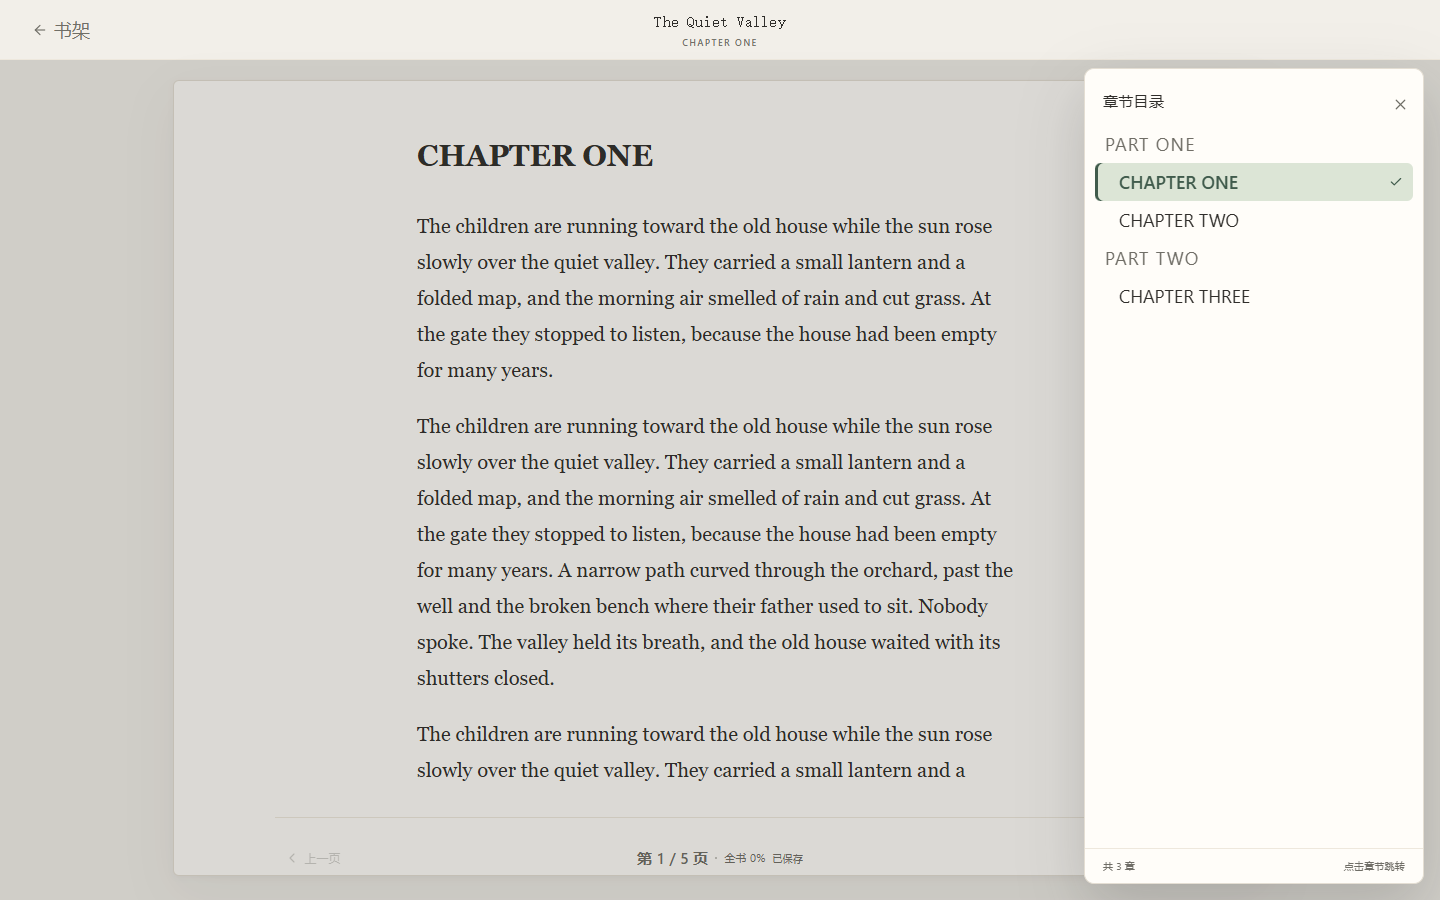 书架
The Quiet Valley
CHAPTER ONE
CHAPTER ONE
The children are running toward the old house while the sun rose
slowly over the quiet valley. They carried a small lantern and a
folded map, and the morning air smelled of rain and cut grass. At
the gate they stopped to listen, because the house had been empty
for many years.
The children are running toward the old house while the sun rose
slowly over the quiet valley. They carried a small lantern and a
folded map, and the morning air smelled of rain and cut grass. At
the gate they stopped to listen, because the house had been empty
for many years. A narrow path curved through the orchard, past the
well and the broken bench where their father used to sit. Nobody
spoke. The valley held its breath, and the old house waited with its
shutters closed.
The children are running toward the old house while the sun rose
slowly over the quiet valley. They carried a small lantern and a
上一页
第 1 / 5 页 · 全书 0% 已保存
章节目录
PART ONE
CHAPTER ONE
CHAPTER TWO
PART TWO
CHAPTER THREE
共 3 章
点击章节跳转